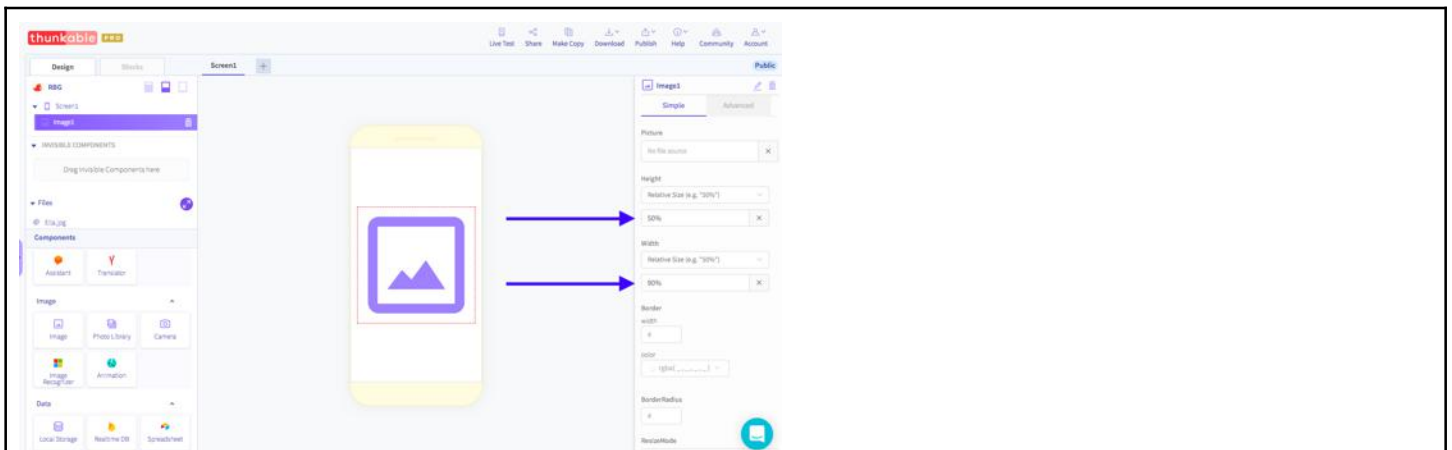 thunkable PRO
Live Test Share Make Copy Download Publish Help Community Account
Design Blocks Screen1 + Public
RBG
Screen1
Image1
INVISIBLE COMPONENTS
Drag Invisible Components here
Files
Ella.jpg
Components
Assistant Translator
Image
Image Photo Library Camera
Image Recognizer Animation
Data
Local Storage Realtime DB Spreadsheet
Image1
Simple Advanced
Picture
No file source
Height
Relative Size (e.g. "50%")
50%
Width
Relative Size (e.g. "50%")
90%
Border
width
color
rgba(_,_,_,_)
BorderRadius
ResizeMode